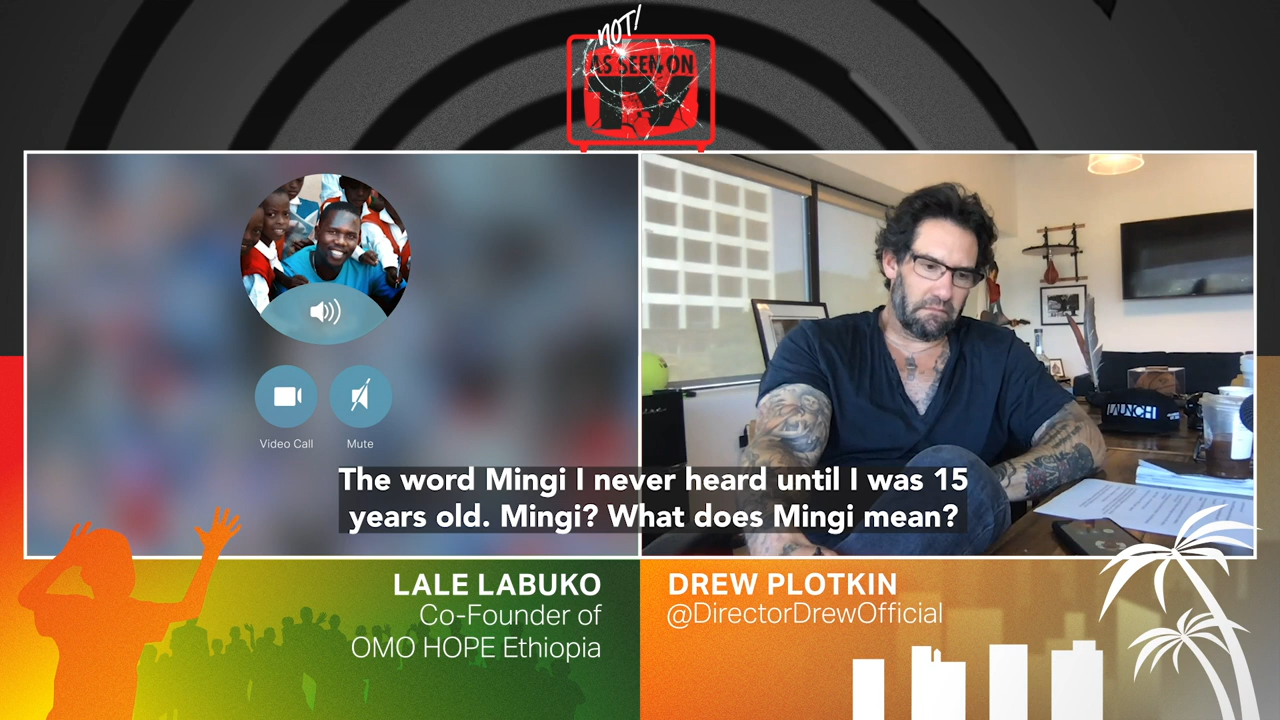 NOT!
AS SEEN ON
TV
Video Call
Mute
The word Mingi I never heard until I was 15
years old. Mingi? What does Mingi mean?
LAUNCH
LALE LABUKO
Co-Founder of
OMO HOPE Ethiopia
DREW PLOTKIN
@DirectorDrewOfficial